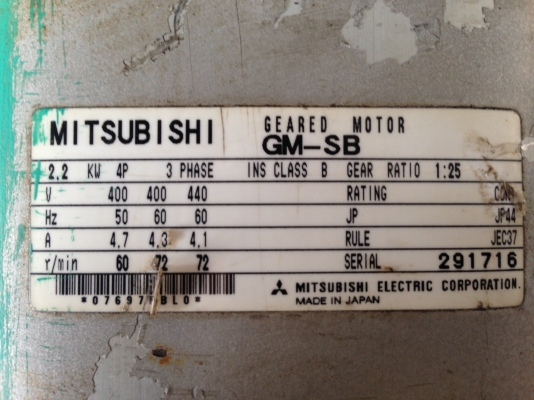 MITSUBISHI GEARED MOTOR
GM-SB
2.2 KW 4P 3 PHASE INS CLASS B GEAR RATIO 1:25
V 400 400 440 RATING
Hz 50 60 60 JP JP44
A 4.7 4.3 4.1 RULE JEC37
r/min 60 72 72 SERIAL 291716
MITSUBISHI ELECTRIC CORPORATION.
MADE IN JAPAN